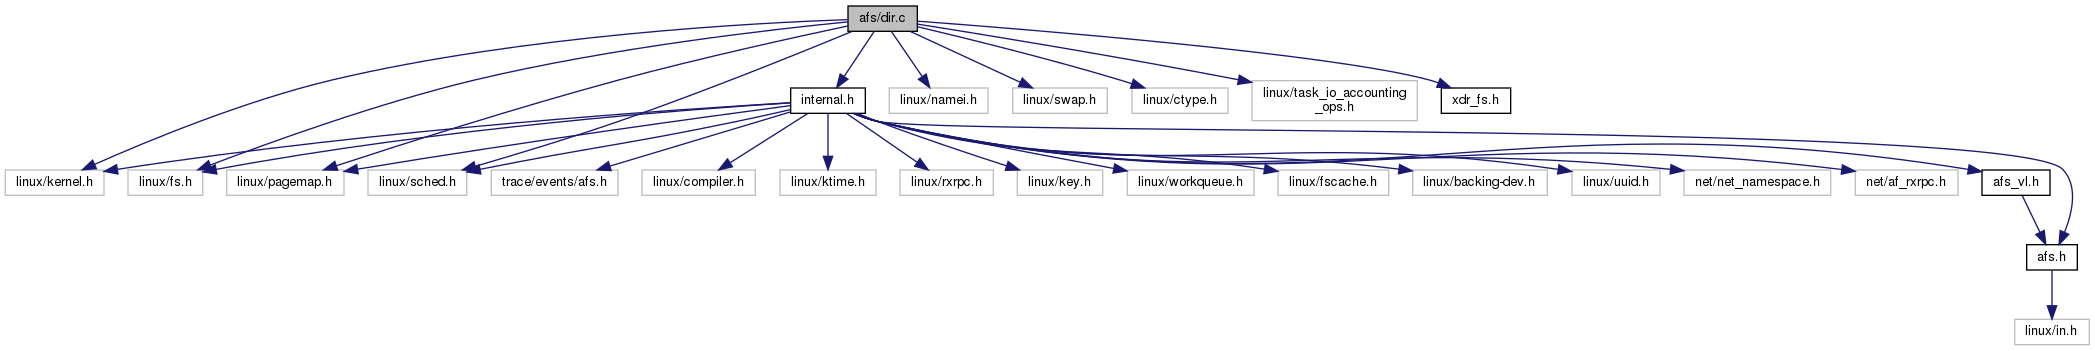 afs/dir.c
internal.h
linux/namei.h
linux/swap.h
linux/ctype.h
linux/task_io_accounting
_ops.h
xdr_fs.h
linux/kernel.h
linux/fs.h
linux/pagemap.h
linux/sched.h
trace/events/afs.h
linux/compiler.h
linux/ktime.h
linux/rxrpc.h
linux/key.h
linux/workqueue.h
linux/fscache.h
linux/backing-dev.h
linux/uuid.h
net/net_namespace.h
net/af_rxrpc.h
afs_vl.h
afs.h
linux/in.h